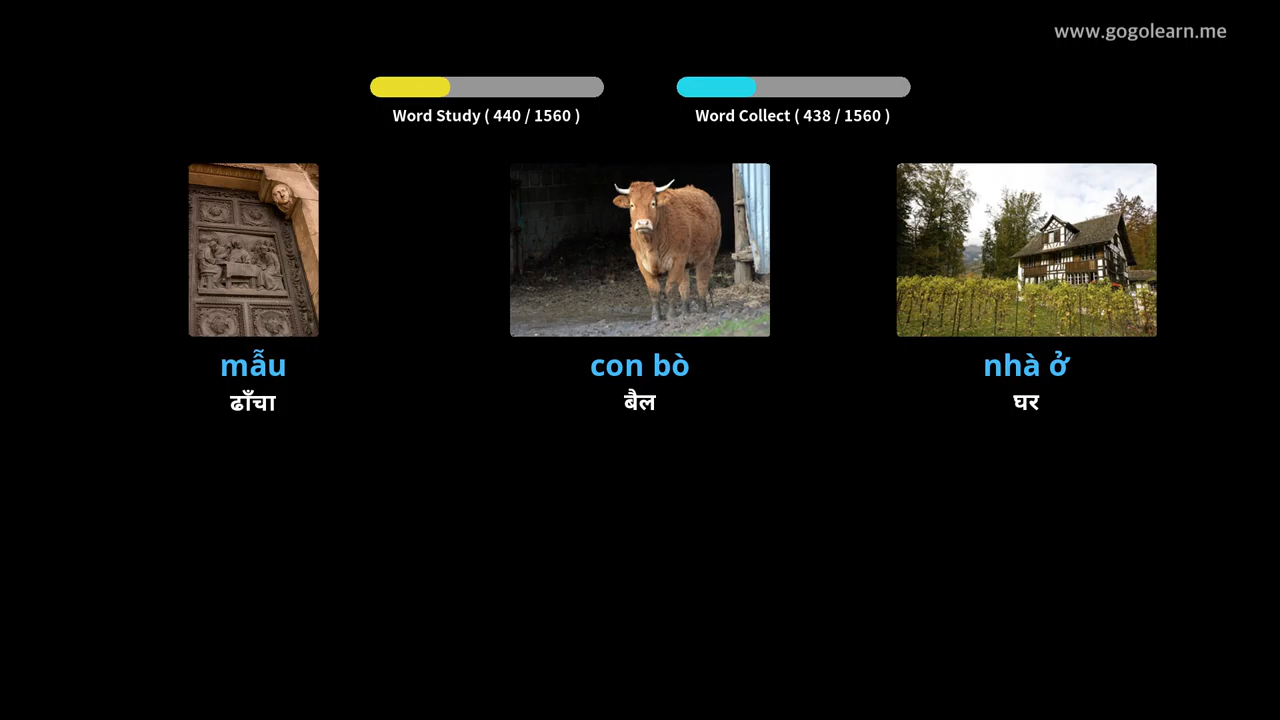 www.gogolearn.me
Word Study ( 440 / 1560 )
Word Collect ( 438 / 1560 )
mẫu
ढाँचा
con bò
बैल
nhà ở
घर